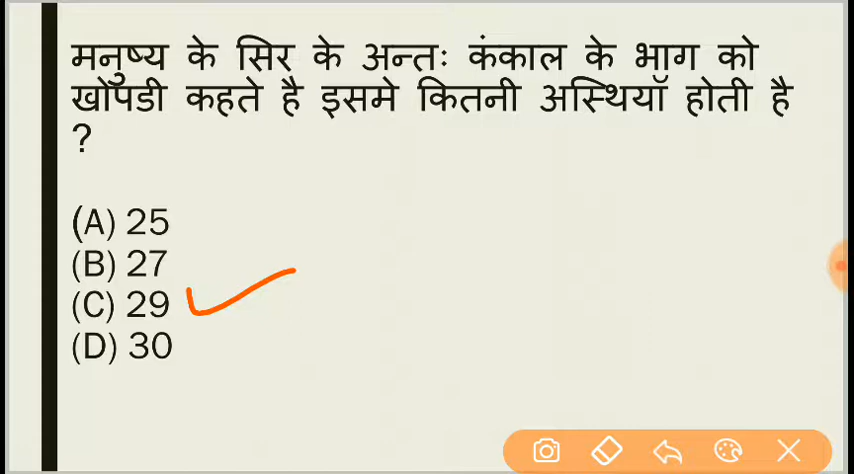 मनुष्य के सिर के अन्तः कंकाल के भाग को
खोपडी कहते है इसमे कितनी अस्थियॉ होती है
?
(A) 25
(B) 27
(C) 29
(D) 30